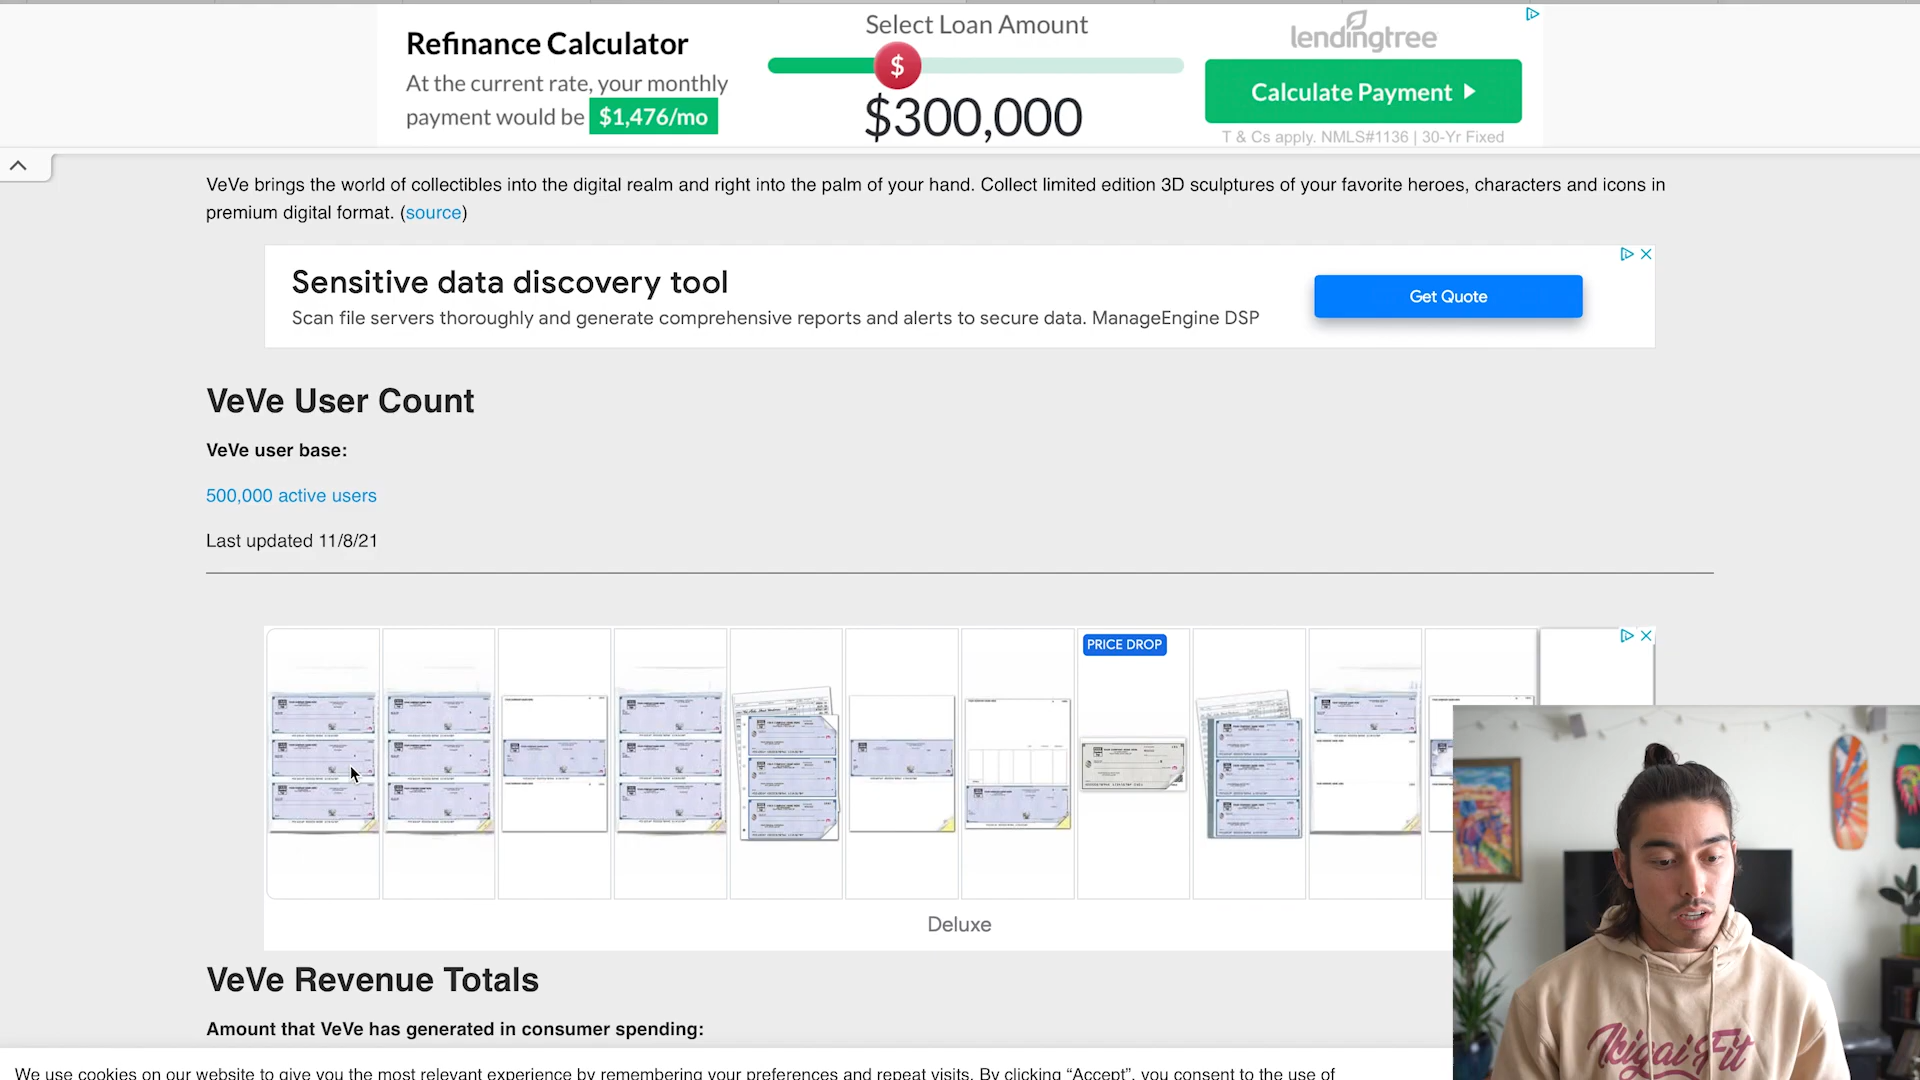 Refinance Calculator
At the current rate, your monthly
payment would be $1,476/mo
Select Loan Amount
$
$300,000
lendingtree
Calculate Payment
T & Cs apply. NMLS#1136 | 30-Yr Fixed
VeVe brings the world of collectibles into the digital realm and right into the palm of your hand. Collect limited edition 3D sculptures of your favorite heroes, characters and icons in
premium digital format. (source)
Sensitive data discovery tool
Scan file servers thoroughly and generate comprehensive reports and alerts to secure data. ManageEngine DSP
Get Quote
VeVe User Count
VeVe user base:
500,000 active users
Last updated 11/8/21
PRICE DROP
Deluxe
VeVe Revenue Totals
Amount that VeVe has generated in consumer spending:
We use cookies on our website to give you the most relevant experience by remembering your preferences and repeat visits. By clicking “Accept”, you consent to the use of
Ikigai Fit